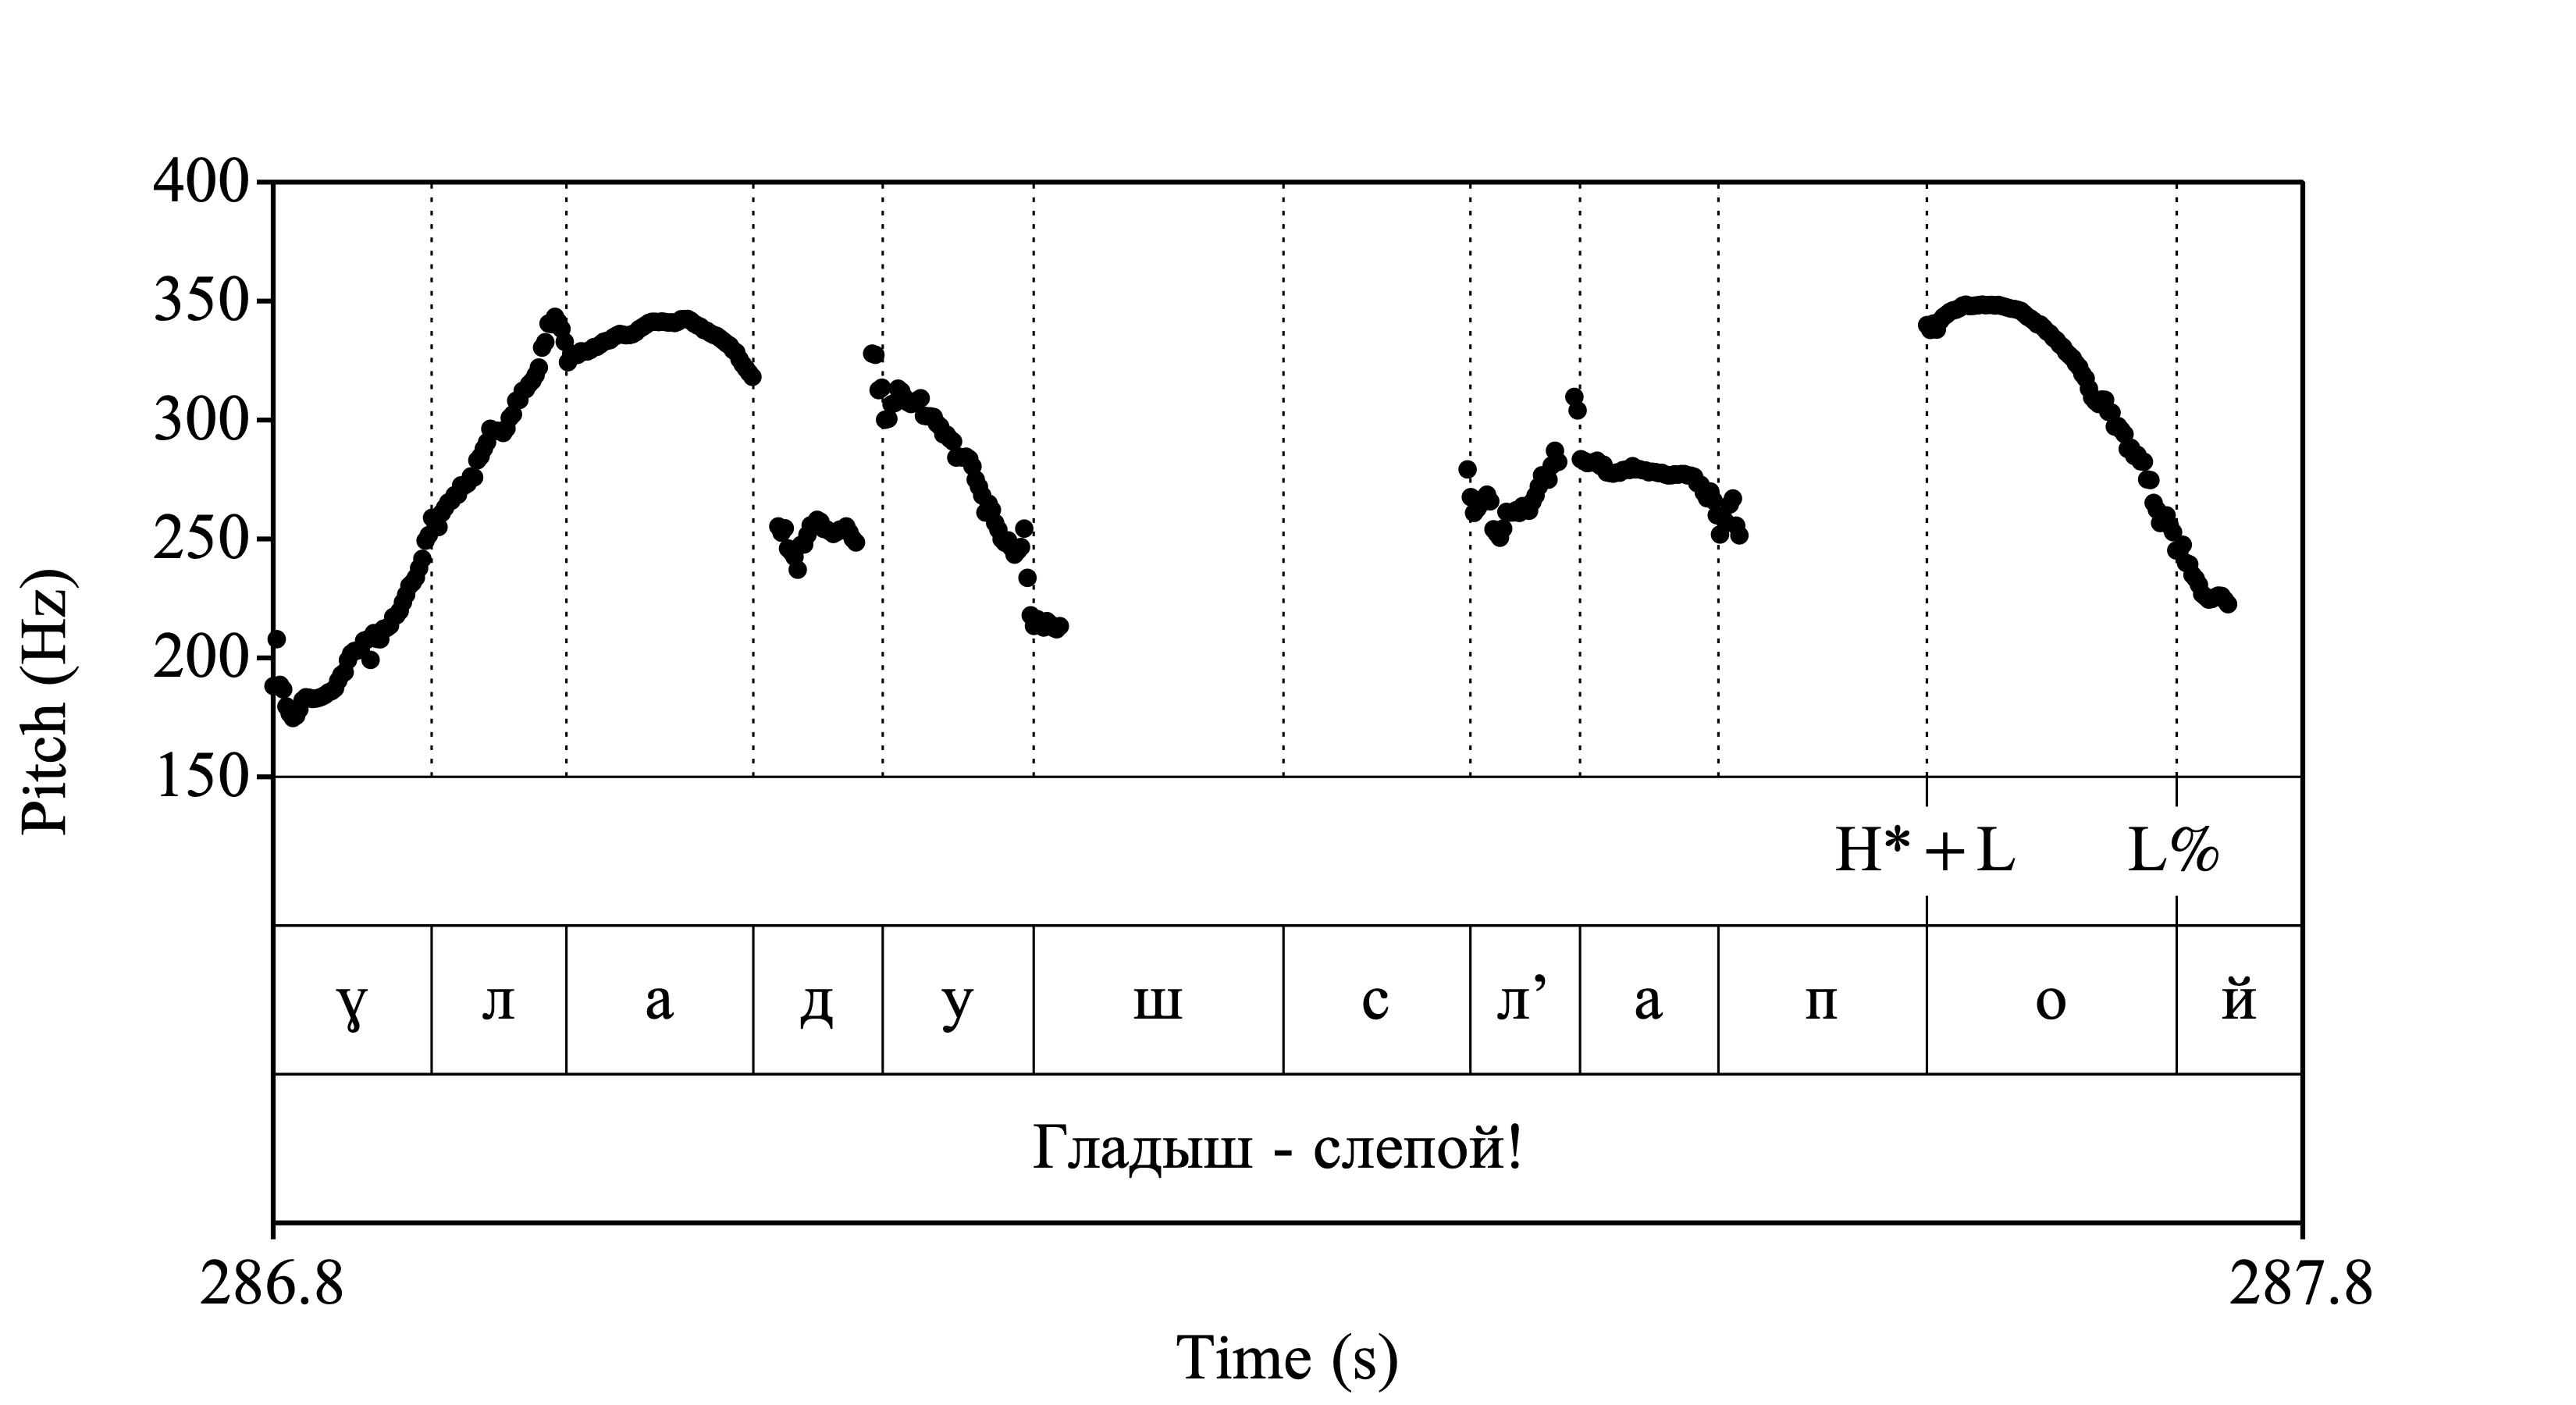 400
350
300
250
200
150
Pitch (Hz)
H*+L L%
ɣ л а д у ш с л’ а п о й
Гладыш - слепой!
286.8 287.8
Time (s)